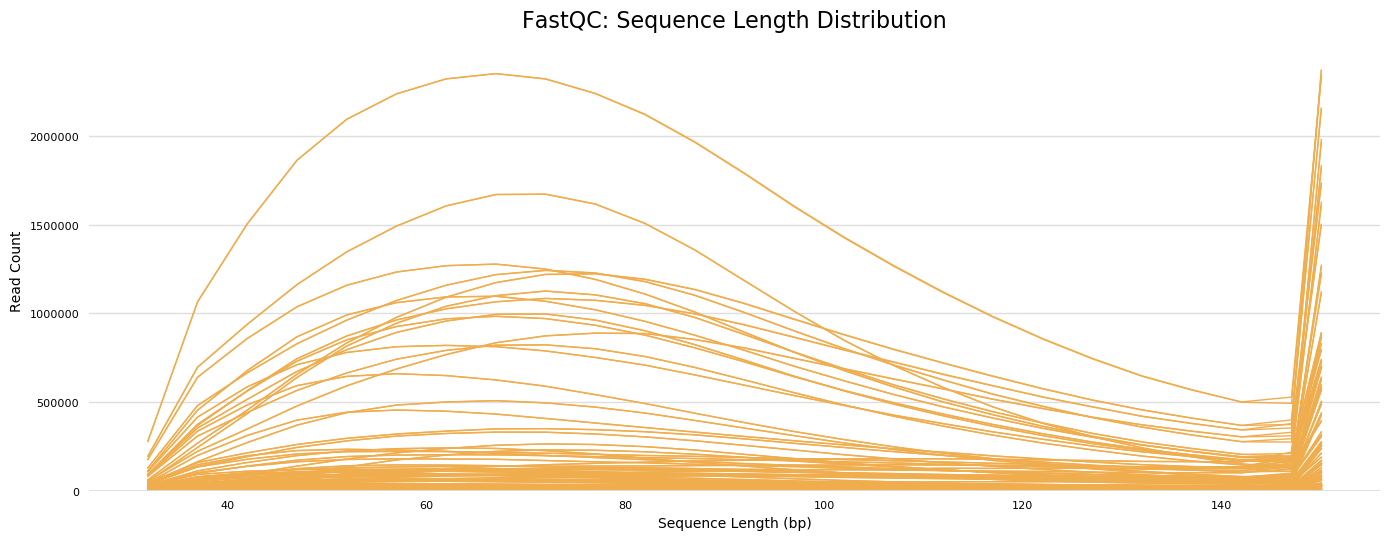 FastQC: Sequence Length Distribution
Read Count
2000000
1500000
1000000
500000
0
40 60 80 100 120 140
Sequence Length (bp)